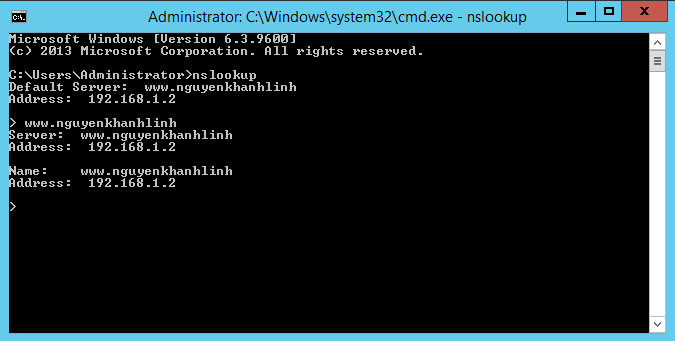 Administrator: C:\Windows\system32\cmd.exe - nslookup
Microsoft Windows [Version 6.3.9600]
(c) 2013 Microsoft Corporation. All rights reserved.
C:\Users\Administrator>nslookup
Default Server:  www.nguyenkhanhlinh
Address:  192.168.1.2
> www.nguyenkhanhlinh
Server:  www.nguyenkhanhlinh
Address:  192.168.1.2
Name:    www.nguyenkhanhlinh
Address:  192.168.1.2
>